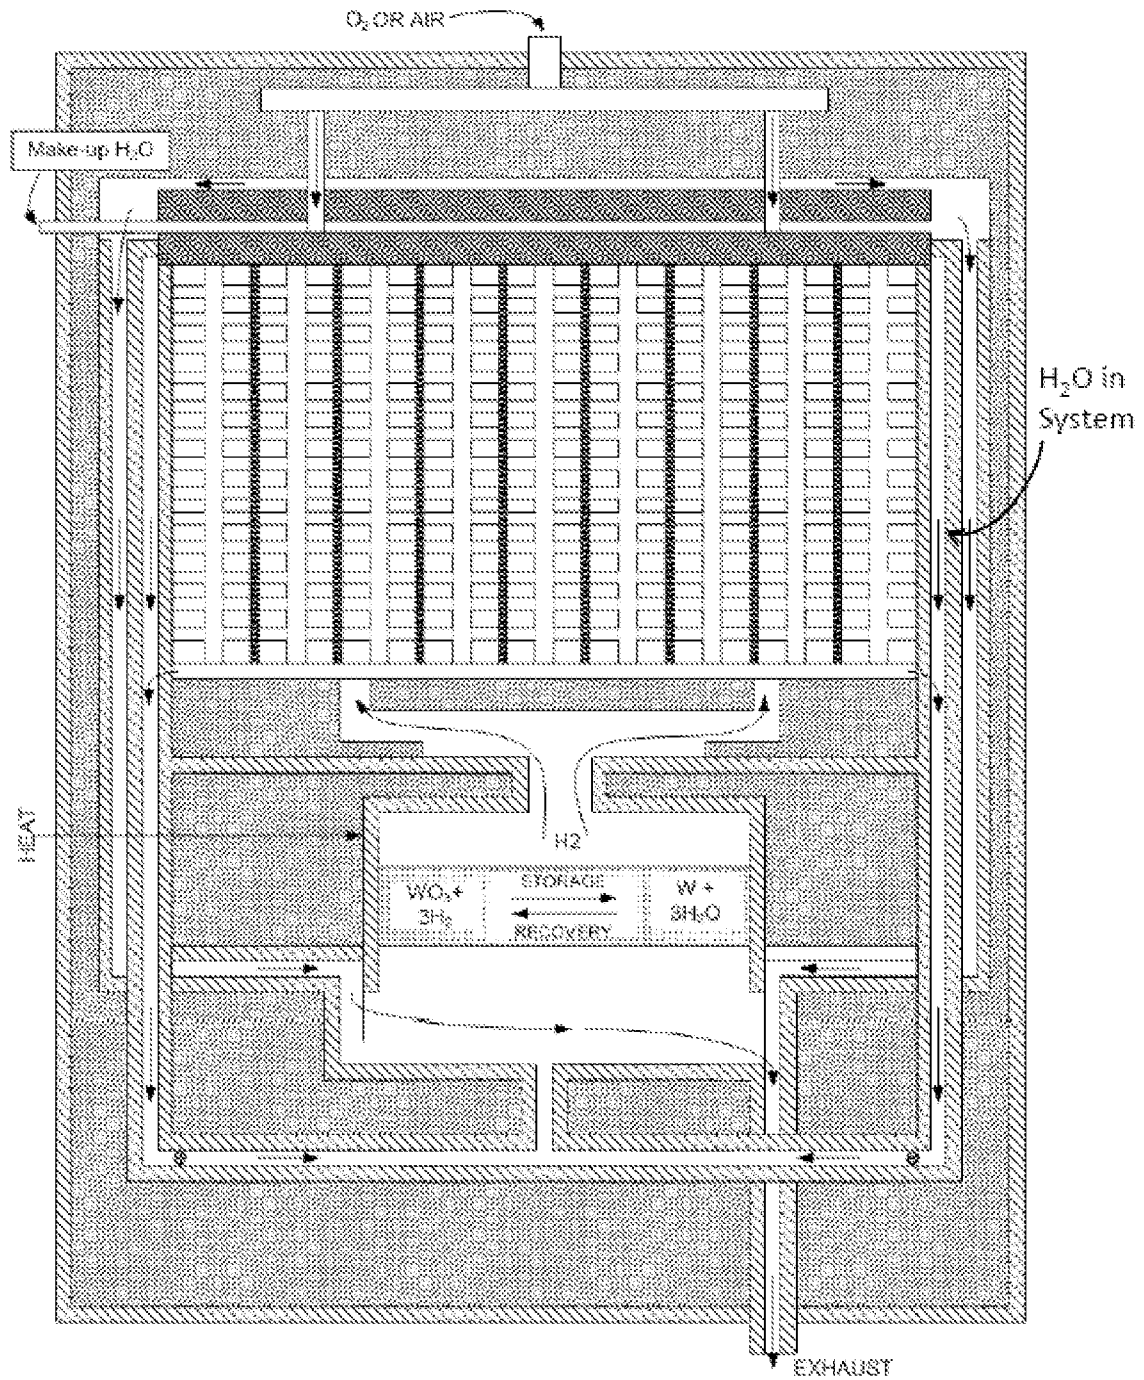 O₂ OR AIR
Make-up H₂O
H₂O in
System
HEAT
H2
WO₃+
3H₂
STORAGE
RECOVERY
W +
3H₂O
EXHAUST